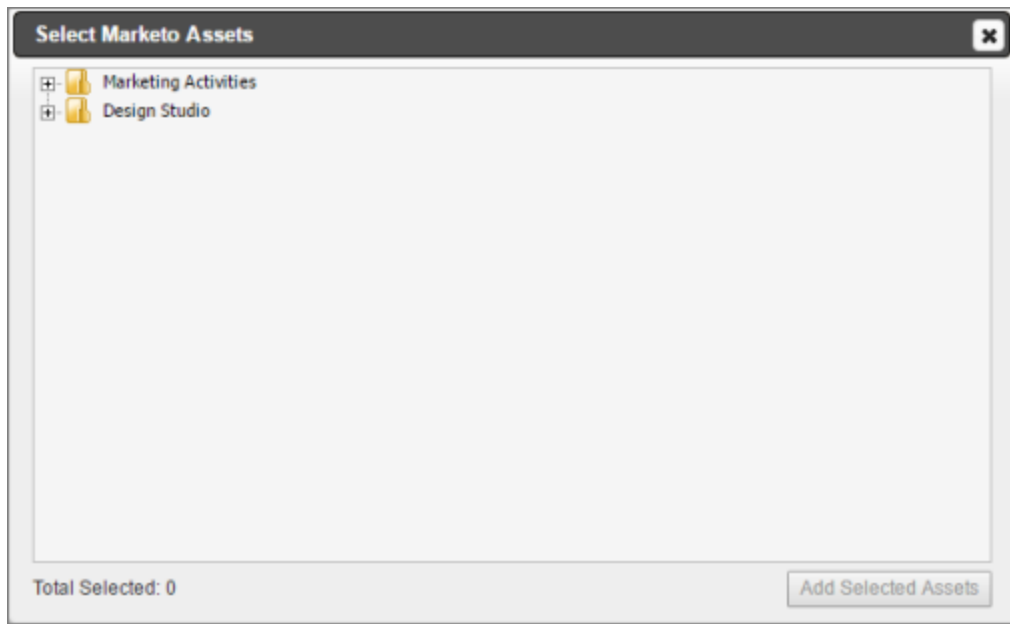 Select Marketo Assets
Marketing Activities
Design Studio
Total Selected: 0
Add Selected Assets